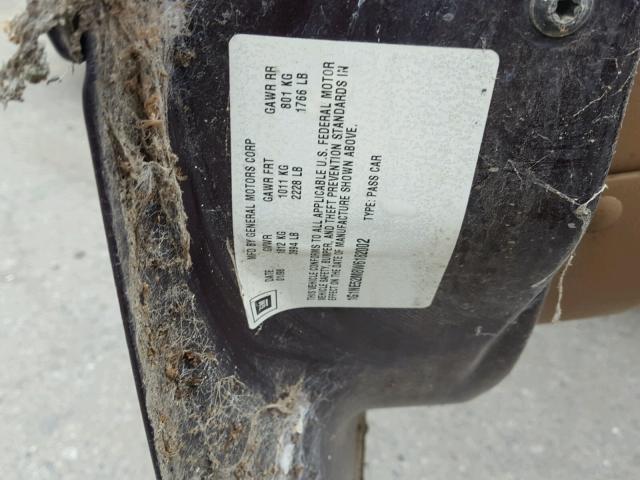 MFD BY GENERAL MOTORS CORP
DATE GVWR GAWR FRT GAWR RR
01/98 1812 KG 1011 KG 801 KG
3994 LB 2228 LB 1766 LB
THIS VEHICLE CONFORMS TO ALL APPLICABLE U.S. FEDERAL MOTOR
VEHICLE SAFETY, BUMPER, AND THEFT PREVENTION STANDARDS IN
EFFECT ON THE DATE OF MANUFACTURE SHOWN ABOVE.
TYPE: PASS CAR